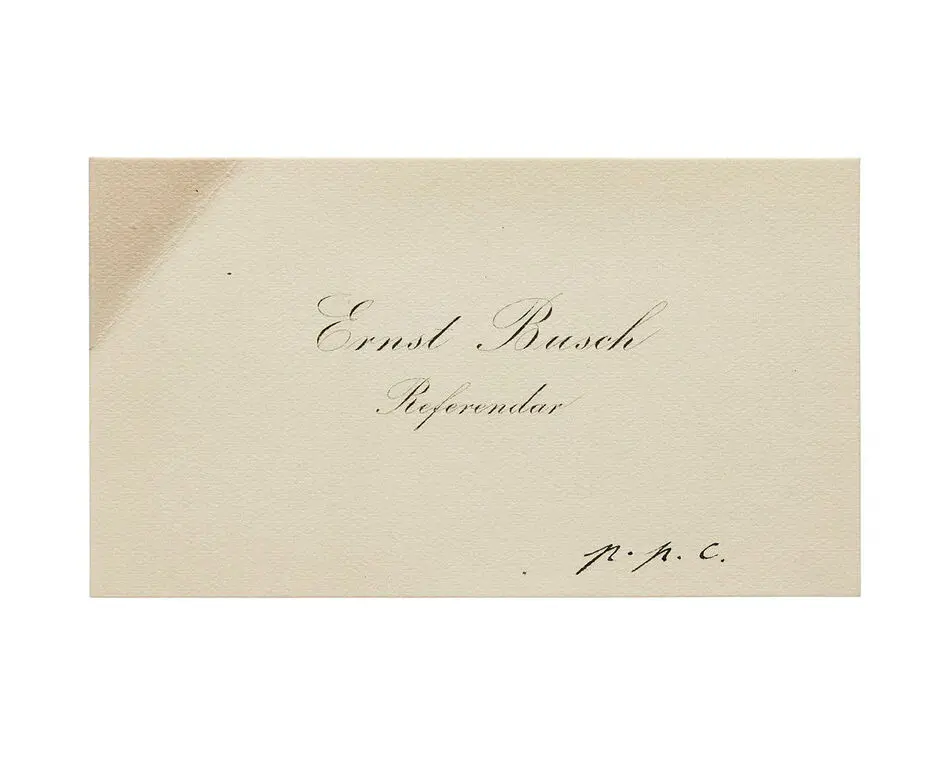 Ernst Busch
Referendar
p. p. c.